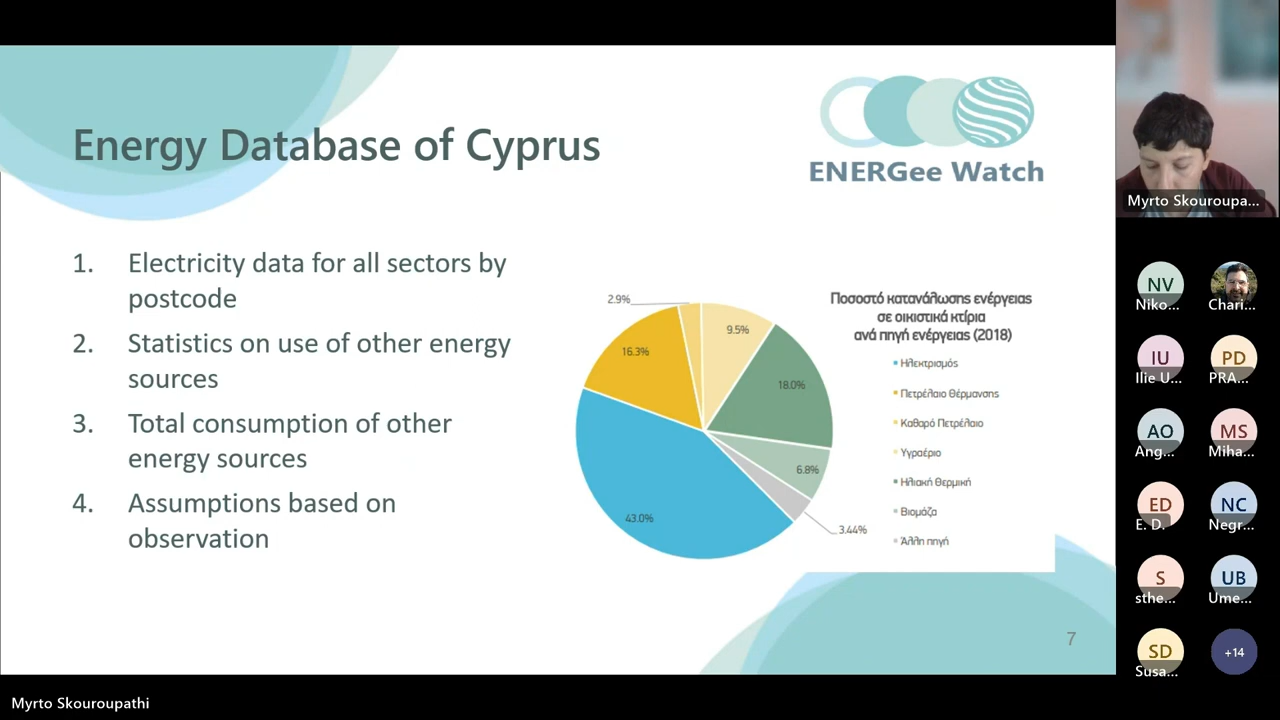 Energy Database of Cyprus
ENERGee Watch
1. Electricity data for all sectors by
postcode
2. Statistics on use of other energy
sources
3. Total consumption of other
energy sources
4. Assumptions based on
observation
Ποσοστό κατανάλωσης ενέργειας
σε οικιστικά κτίρια
ανά πηγή ενέργειας (2018)
2.9%
9.5%
16.3%
18.0%
6.8%
43.0%
3.44%
Ηλεκτρισμός
Πετρέλαιο Θέρμανσης
Καθαρό Πετρέλαιο
Υγραέριο
Ηλιακή Θερμική
Βιομάζα
Άλλη πηγή
7
Myrto Skouroupa...
NV
Niko...
Chari...
IU
Ilie U...
PD
PRA...
AO
Ang...
MS
Miha...
ED
E. D.
NC
Negr...
S
sthe...
UB
Ume...
SD
Susa...
+14
Myrto Skouroupathi